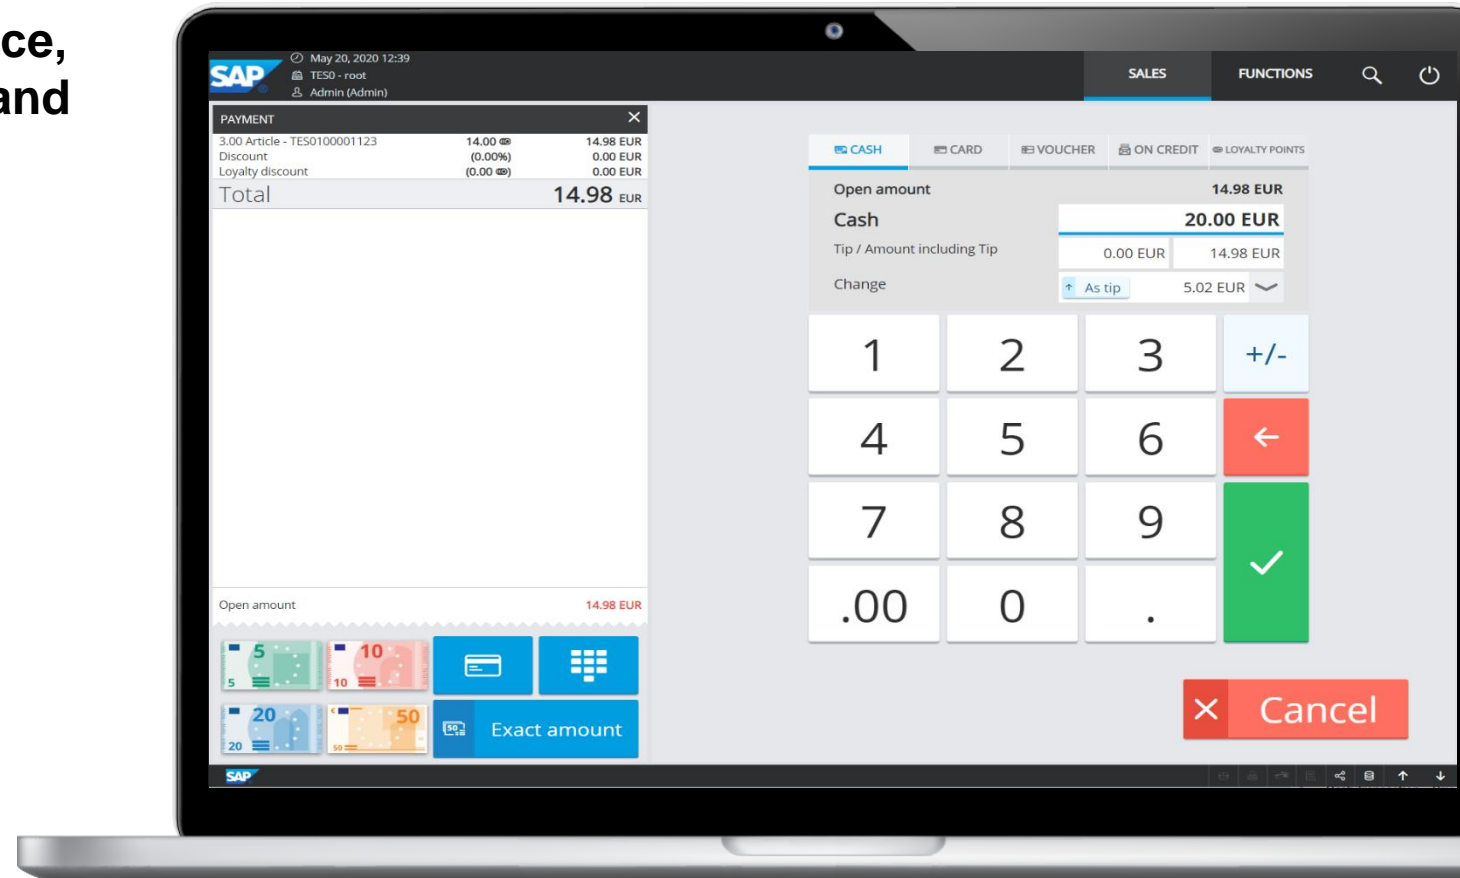 ce,
and
SAP
May 20, 2020 12:39
TES0 - root
Admin (Admin)
SALES
FUNCTIONS
PAYMENT
3.00 Article - TES0100001123 14.00 14.98 EUR
Discount (0.00%) 0.00 EUR
Loyalty discount (0.00) 0.00 EUR
Total 14.98 EUR
Open amount 14.98 EUR
5
5
10
10
20
20
50
50
50
Exact amount
CASH
CARD
VOUCHER
ON CREDIT
LOYALTY POINTS
Open amount 14.98 EUR
Cash 20.00 EUR
Tip / Amount including Tip 0.00 EUR 14.98 EUR
Change As tip 5.02 EUR
1 2 3 +/-
4 5 6
7 8 9
.00 0 .
Cancel
SAP